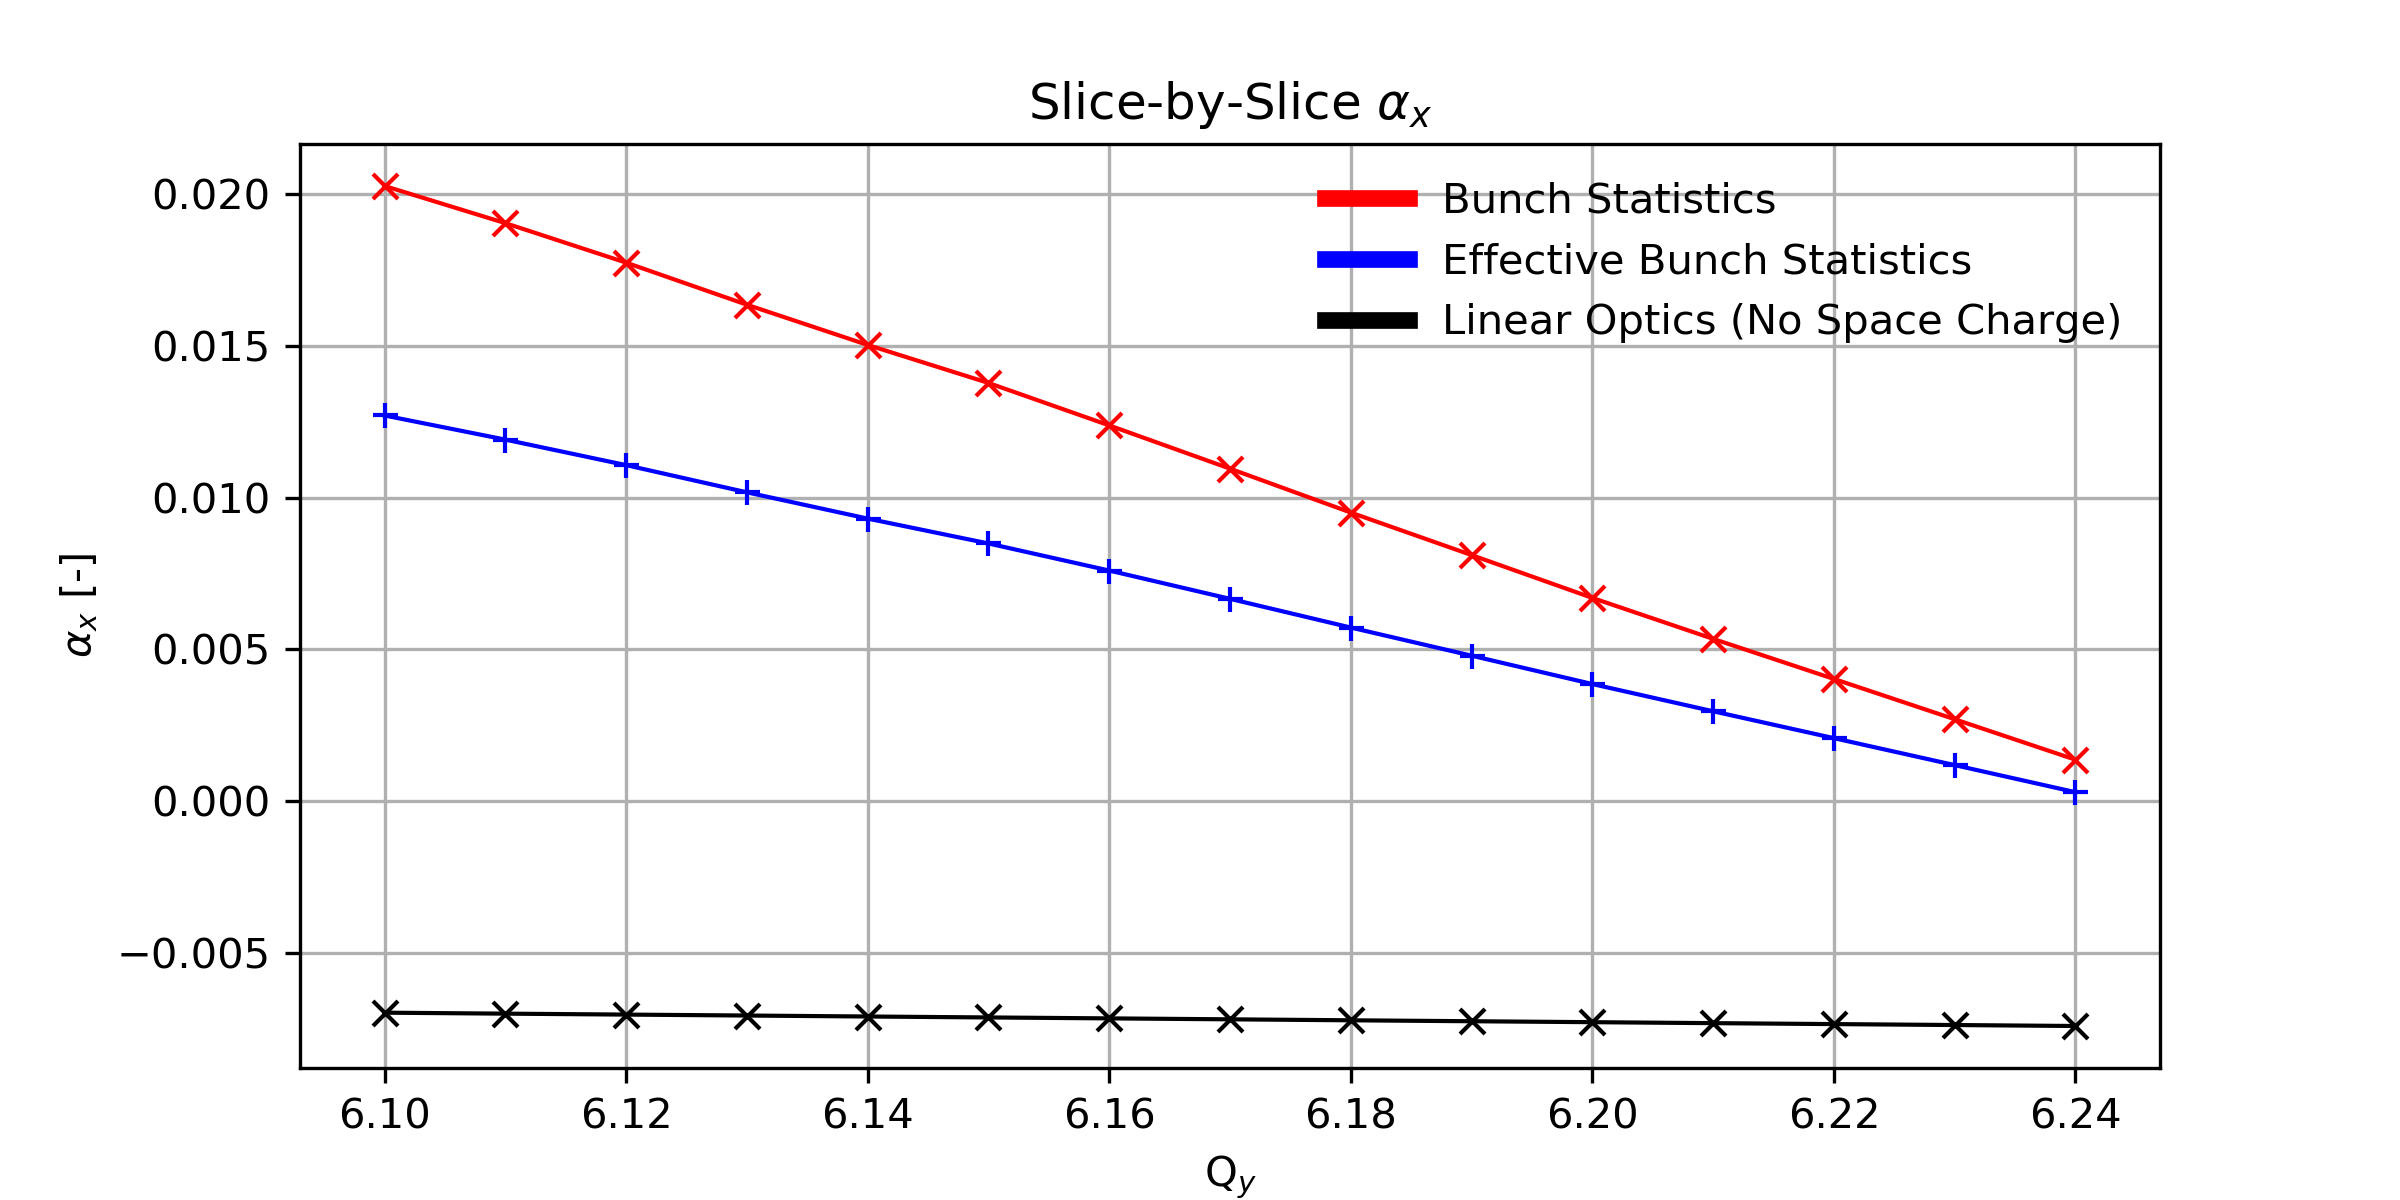 Slice-by-Slice αx
Bunch Statistics
Effective Bunch Statistics
Linear Optics (No Space Charge)
αx [-]
0.020
0.015
0.010
0.005
0.000
−0.005
6.10 6.12 6.14 6.16 6.18 6.20 6.22 6.24
Qy